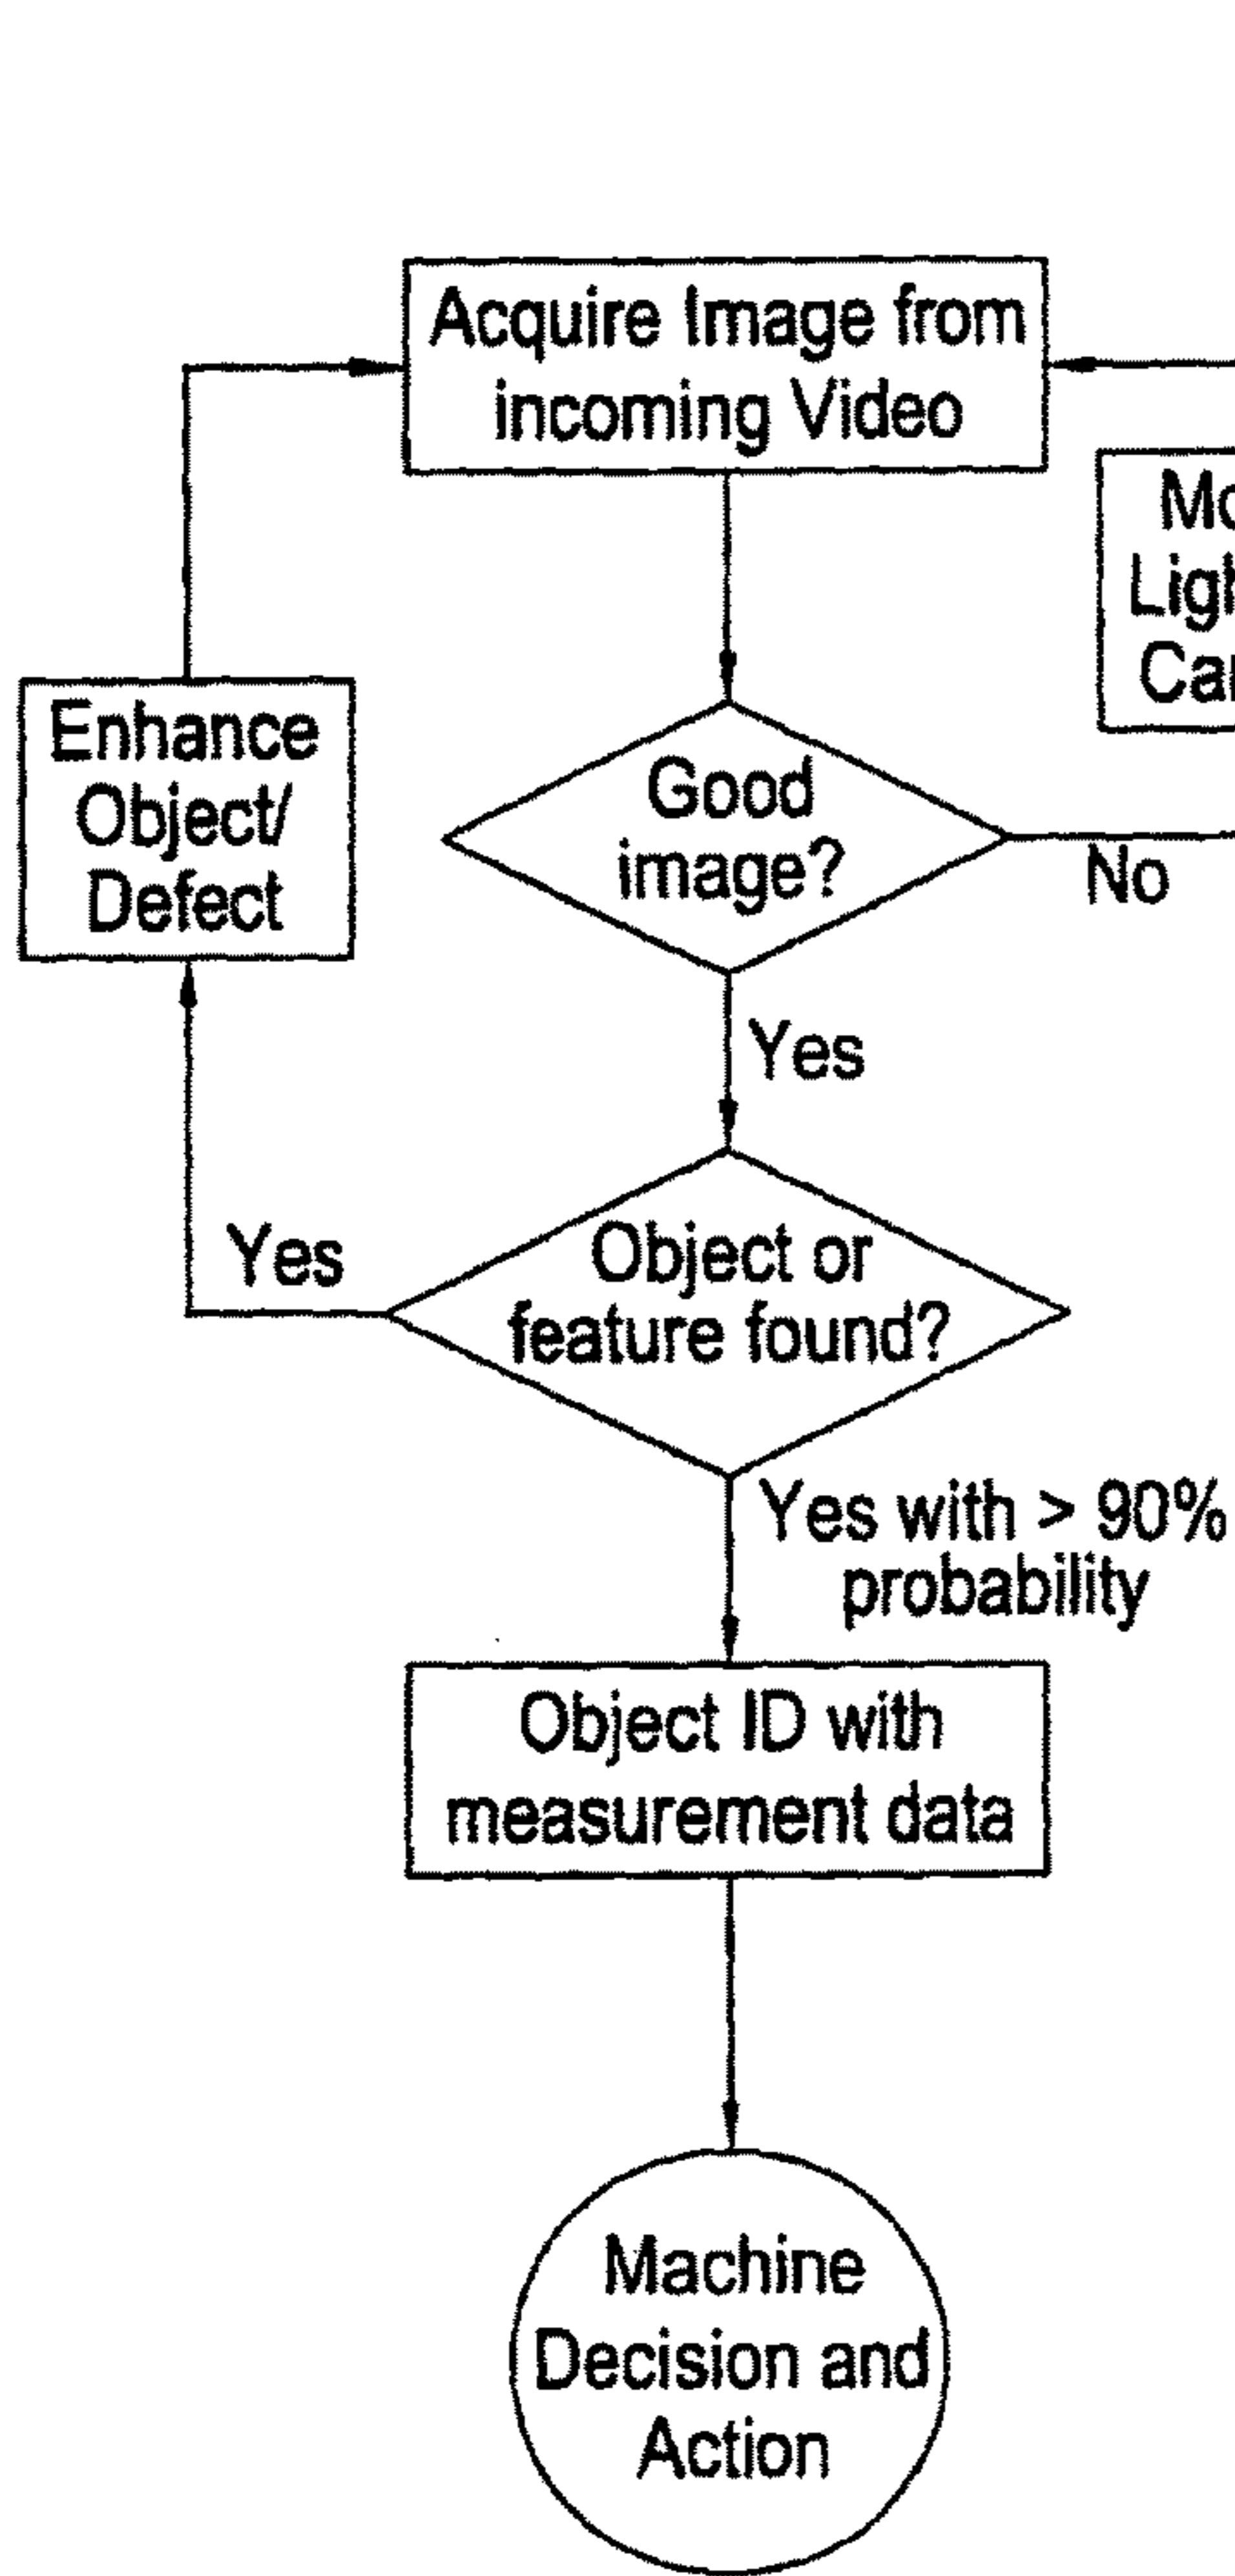 Acquire Image from
incoming Video
Enhance
Object/
Defect
Good
image?
No
Yes
Yes
Object or
feature found?
Yes with > 90%
probability
Object ID with
measurement data
Machine
Decision and
Action